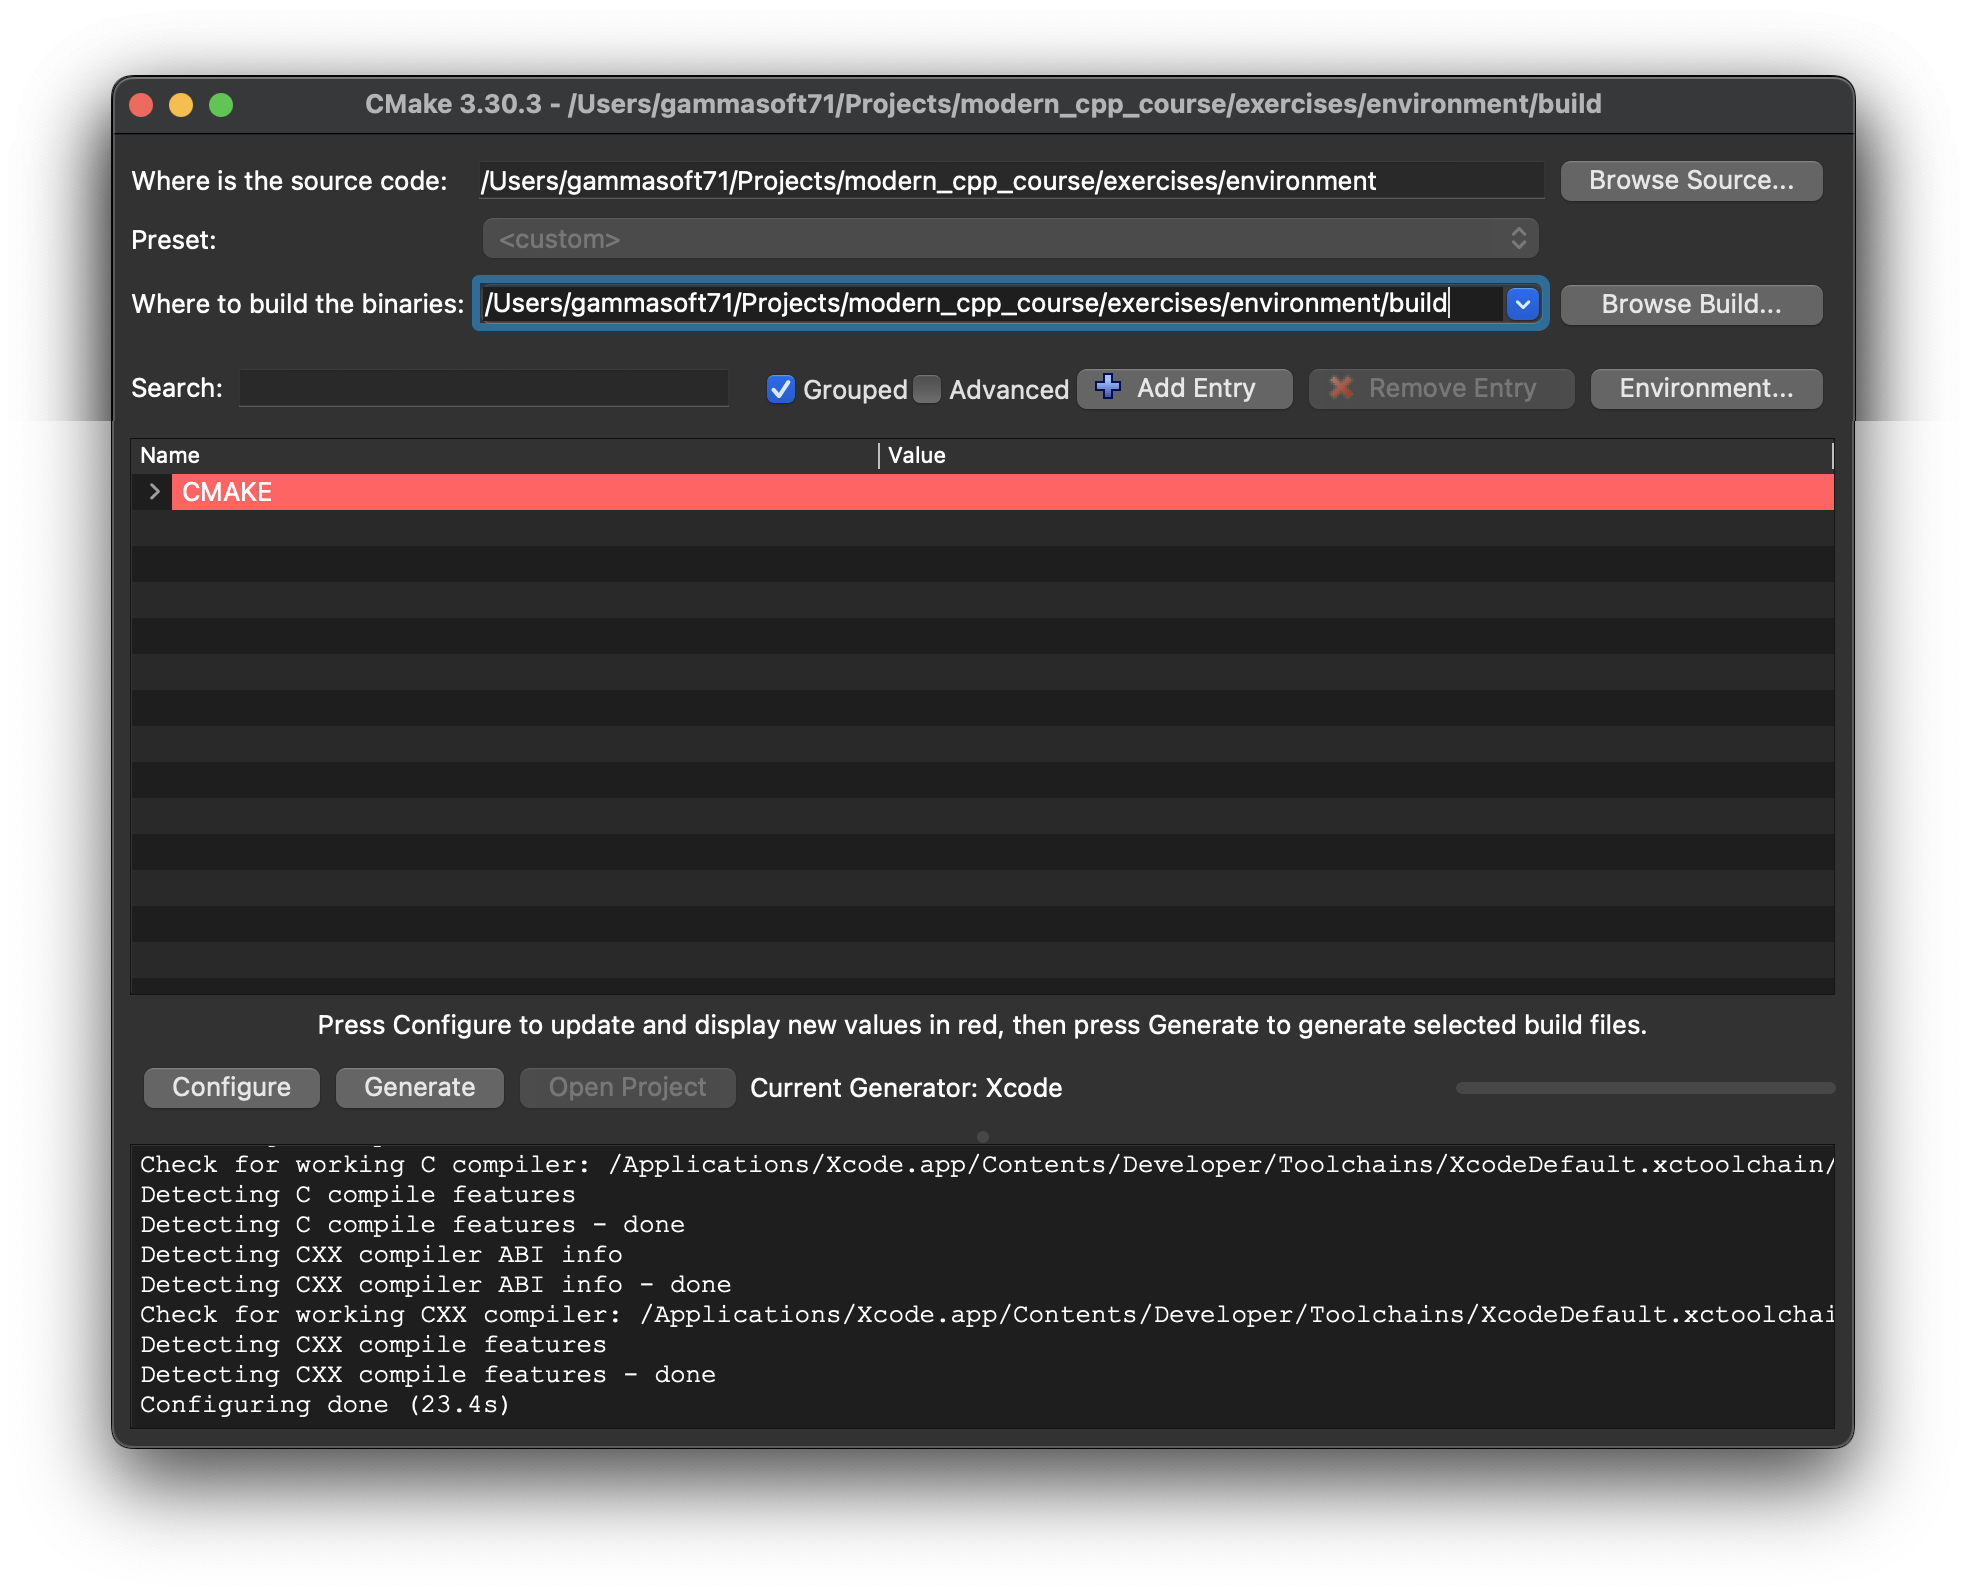 CMake 3.30.3 - /Users/gammasoft71/Projects/modern_cpp_course/exercises/environment/build
Where is the source code: /Users/gammasoft71/Projects/modern_cpp_course/exercises/environment Browse Source...
Preset: <custom>
Where to build the binaries: /Users/gammasoft71/Projects/modern_cpp_course/exercises/environment/build Browse Build...
Search: Grouped Advanced Add Entry Remove Entry Environment...
Name Value
CMAKE
Press Configure to update and display new values in red, then press Generate to generate selected build files.
Configure Generate Open Project Current Generator: Xcode
Check for working C compiler: /Applications/Xcode.app/Contents/Developer/Toolchains/XcodeDefault.xctoolchain/
Detecting C compile features
Detecting C compile features - done
Detecting CXX compiler ABI info
Detecting CXX compiler ABI info - done
Check for working CXX compiler: /Applications/Xcode.app/Contents/Developer/Toolchains/XcodeDefault.xctoolchai
Detecting CXX compile features
Detecting CXX compile features - done
Configuring done (23.4s)